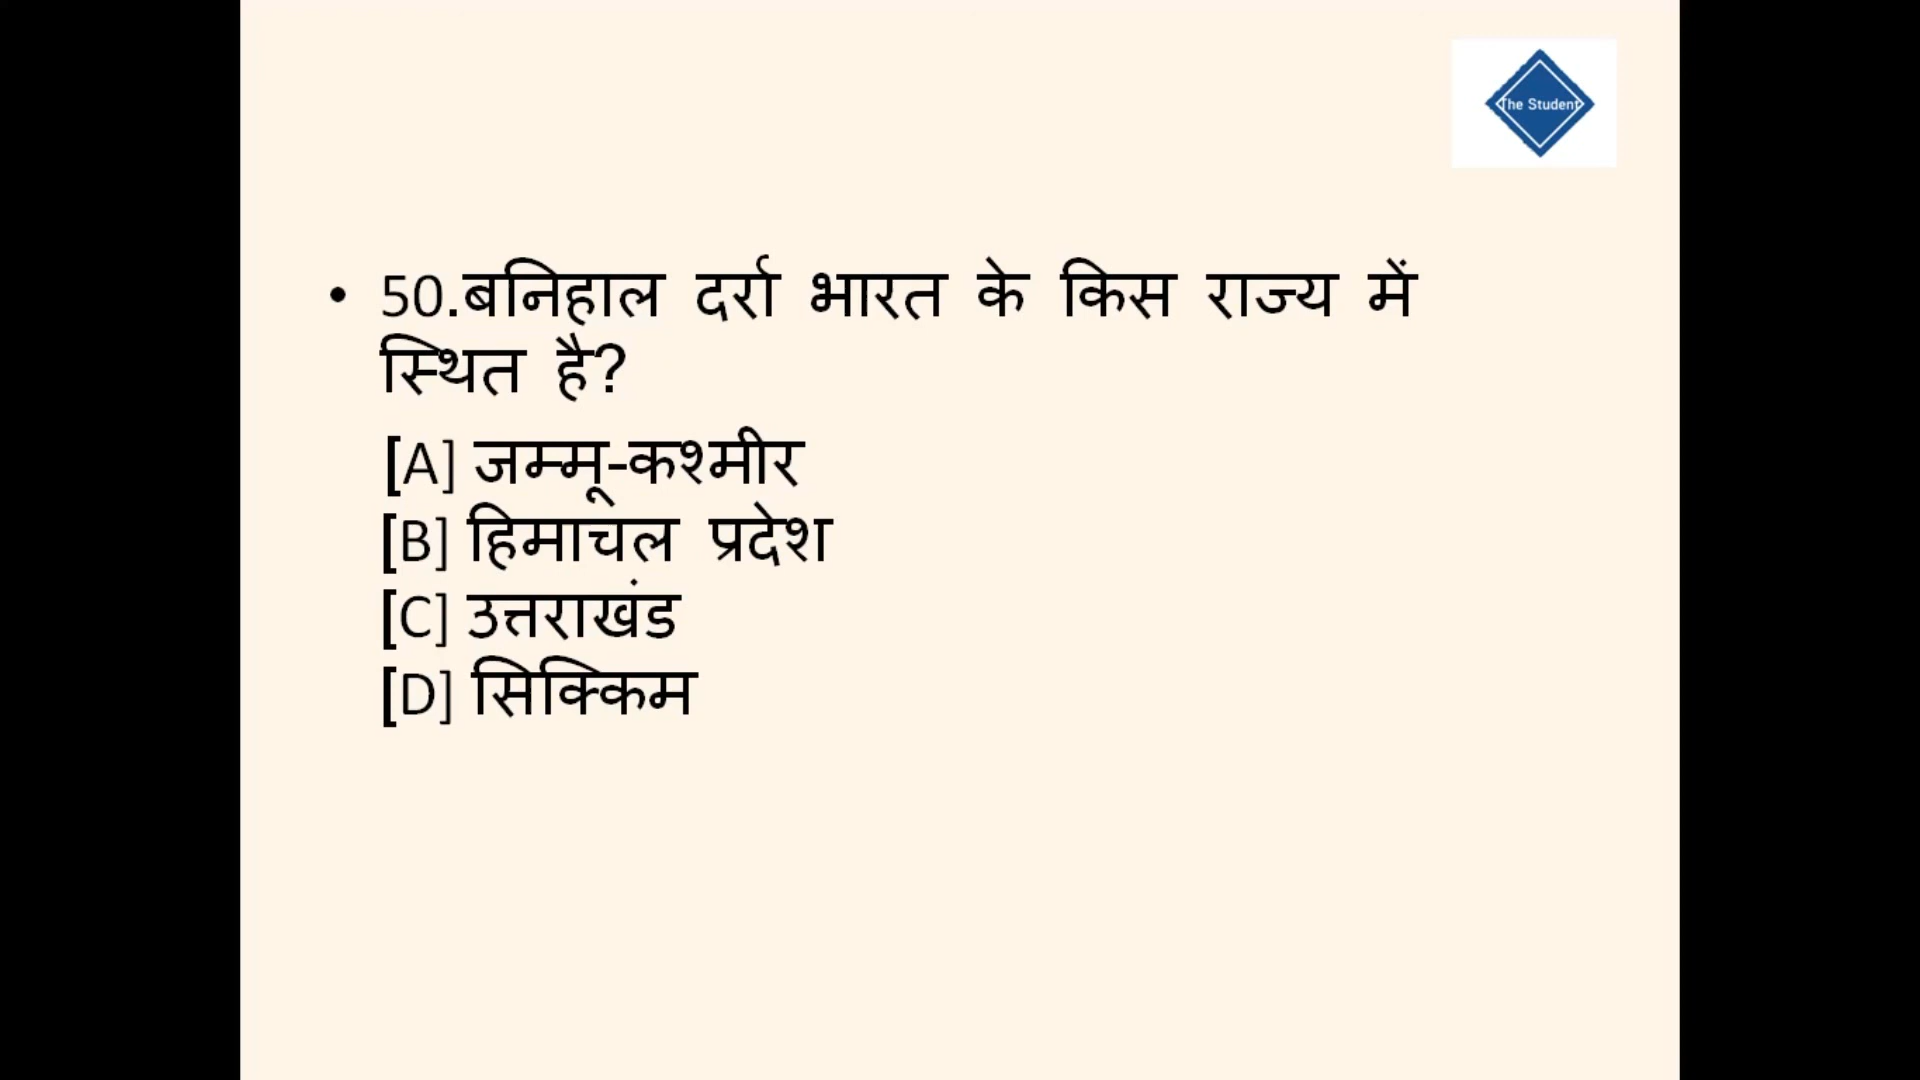 The Student
• 50.बनिहाल दर्रा भारत के किस राज्य में
स्थित है?
[A] जम्मू-कश्मीर
[B] हिमाचल प्रदेश
[C] उत्तराखंड
[D] सिक्किम